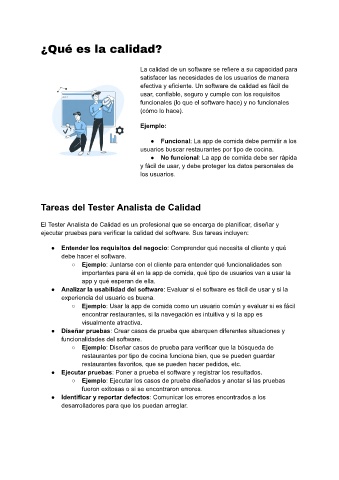 ¿Qué es la calidad?
La calidad de un software se refiere a su capacidad para
satisfacer las necesidades de los usuarios de manera
efectiva y eficiente. Un software de calidad es fácil de
usar, confiable, seguro y cumple con los requisitos
funcionales (lo que el software hace) y no funcionales
(cómo lo hace).
Ejemplo:
● Funcional: La app de comida debe permitir a los
usuarios buscar restaurantes por tipo de cocina.
● No funcional: La app de comida debe ser rápida
y fácil de usar, y debe proteger los datos personales de
los usuarios.
Tareas del Tester Analista de Calidad
El Tester Analista de Calidad es un profesional que se encarga de planificar, diseñar y
ejecutar pruebas para verificar la calidad del software. Sus tareas incluyen:
● Entender los requisitos del negocio: Comprender qué necesita el cliente y qué
debe hacer el software.
○ Ejemplo: Juntarse con el cliente para entender qué funcionalidades son
importantes para él en la app de comida, qué tipo de usuarios van a usar la
app y qué esperan de ella.
● Analizar la usabilidad del software: Evaluar si el software es fácil de usar y si la
experiencia del usuario es buena.
○ Ejemplo: Usar la app de comida como un usuario común y evaluar si es fácil
encontrar restaurantes, si la navegación es intuitiva y si la app es
visualmente atractiva.
● Diseñar pruebas: Crear casos de prueba que abarquen diferentes situaciones y
funcionalidades del software.
○ Ejemplo: Diseñar casos de prueba para verificar que la búsqueda de
restaurantes por tipo de cocina funciona bien, que se pueden guardar
restaurantes favoritos, que se pueden hacer pedidos, etc.
● Ejecutar pruebas: Poner a prueba el software y registrar los resultados.
○ Ejemplo: Ejecutar los casos de prueba diseñados y anotar si las pruebas
fueron exitosas o si se encontraron errores.
● Identificar y reportar defectos: Comunicar los errores encontrados a los
desarrolladores para que los puedan arreglar.